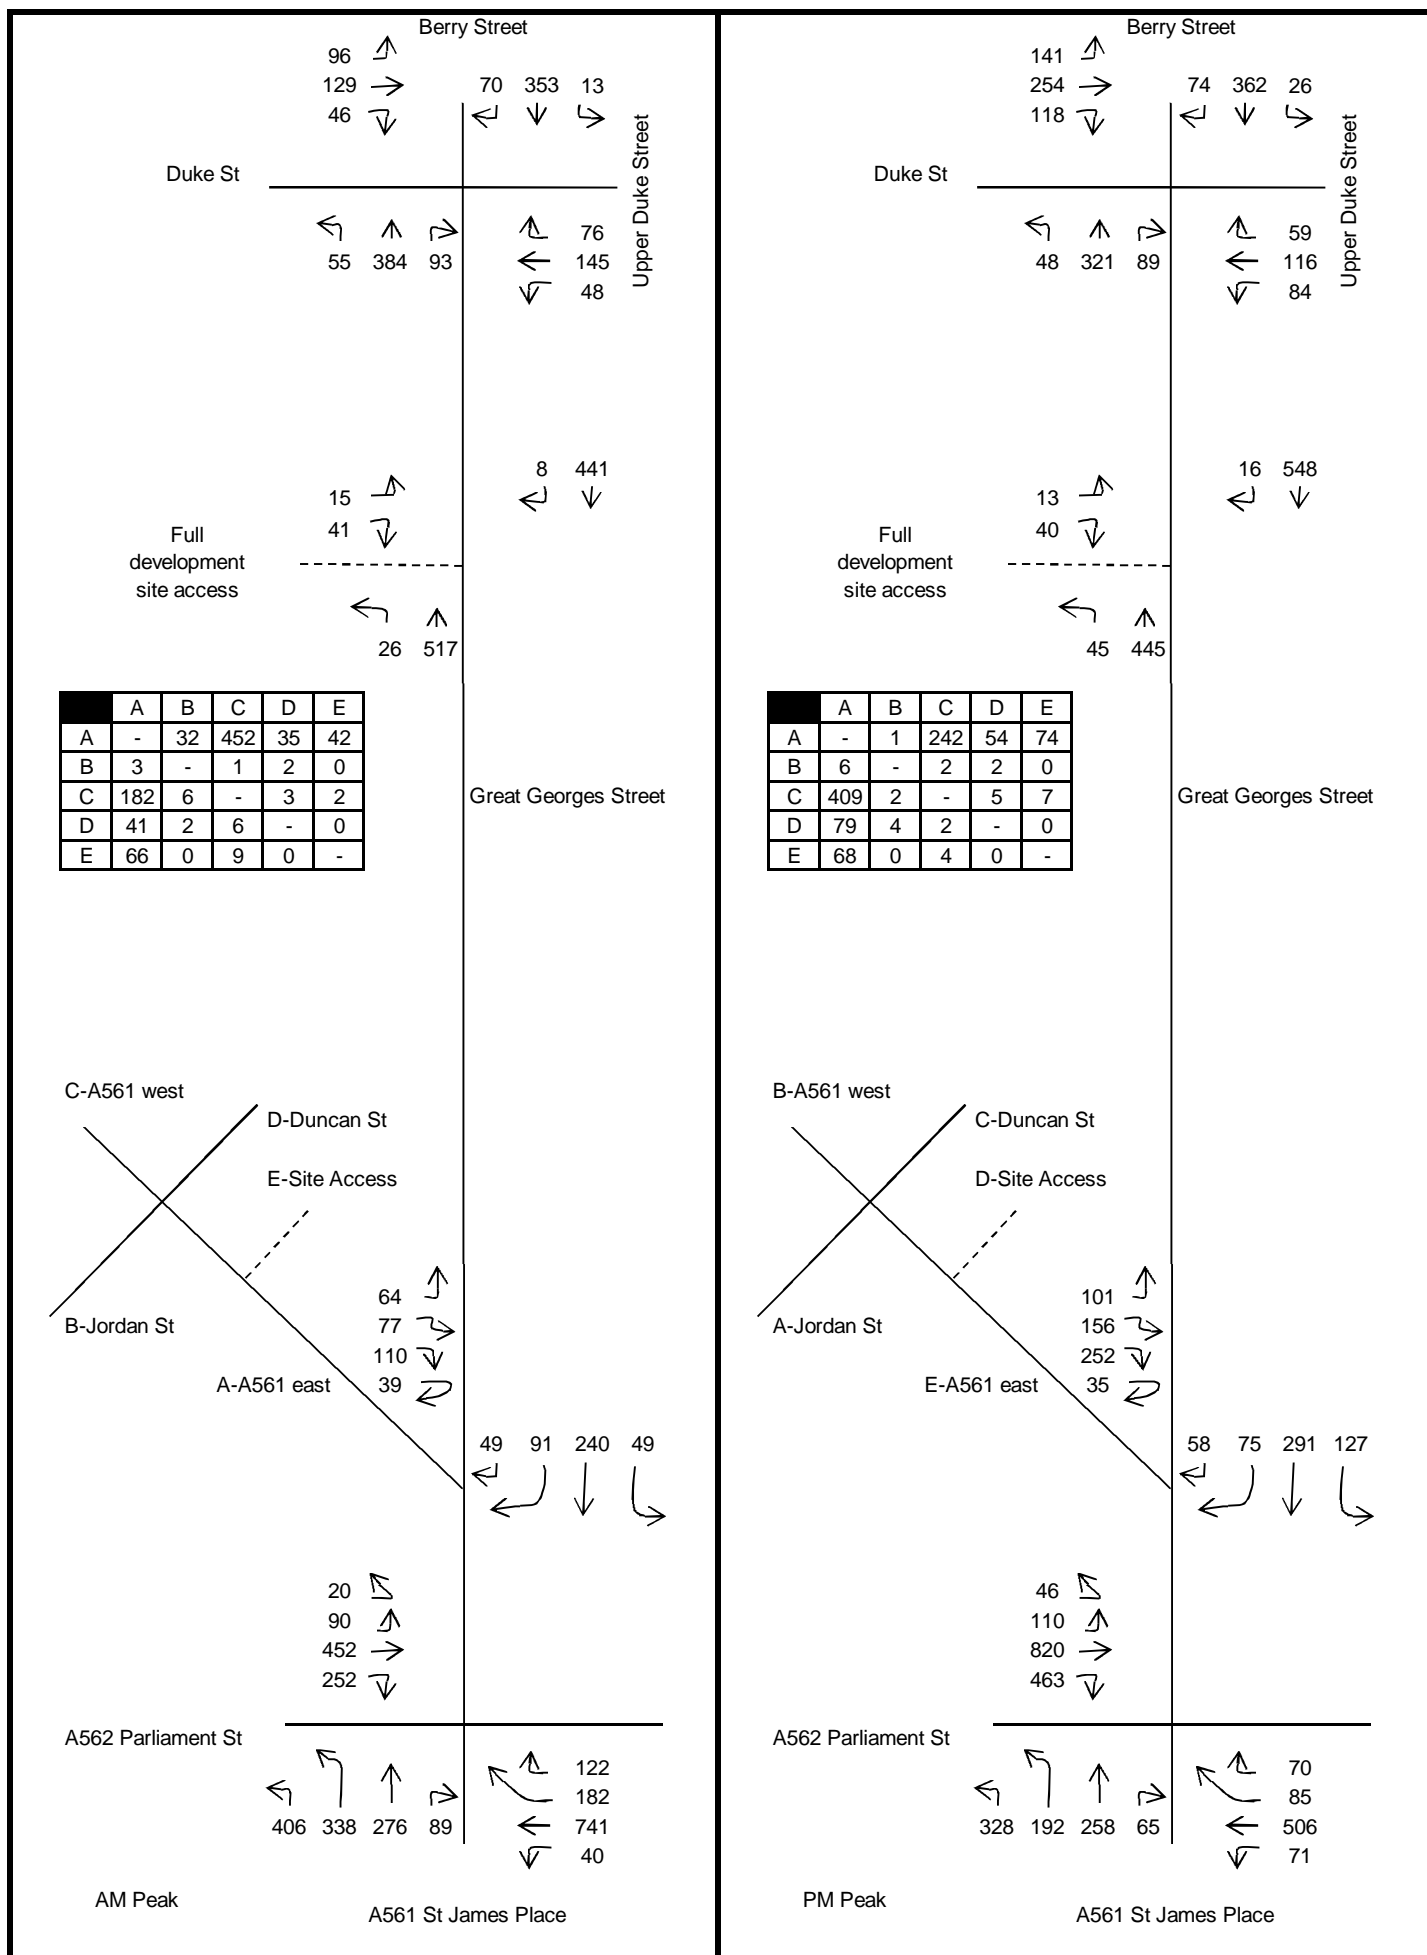 Berry Street
96
129
46
70 353 13
Upper Duke Street
Duke St
55 384 93
76
145
48
8 441
15
41
Full
development
site access
26 517
A B C D E
A - 32 452 35 42
B 3 - 1 2 0
C 182 6 - 3 2
D 41 2 6 - 0
E 66 0 9 0 -
Great Georges Street
C-A561 west
D-Duncan St
E-Site Access
B-Jordan St
A-A561 east
64
77
110
39
49 91 240 49
20
90
452
252
A562 Parliament St
406 338 276 89
122
182
741
40
AM Peak
A561 St James Place
Berry Street
141
254
118
74 362 26
Upper Duke Street
Duke St
48 321 89
59
116
84
16 548
13
40
Full
development
site access
45 445
A B C D E
A - 1 242 54 74
B 6 - 2 2 0
C 409 2 - 5 7
D 79 4 2 - 0
E 68 0 4 0 -
Great Georges Street
B-A561 west
C-Duncan St
D-Site Access
A-Jordan St
E-A561 east
101
156
252
35
58 75 291 127
46
110
820
463
A562 Parliament St
328 192 258 65
70
85
506
71
PM Peak
A561 St James Place